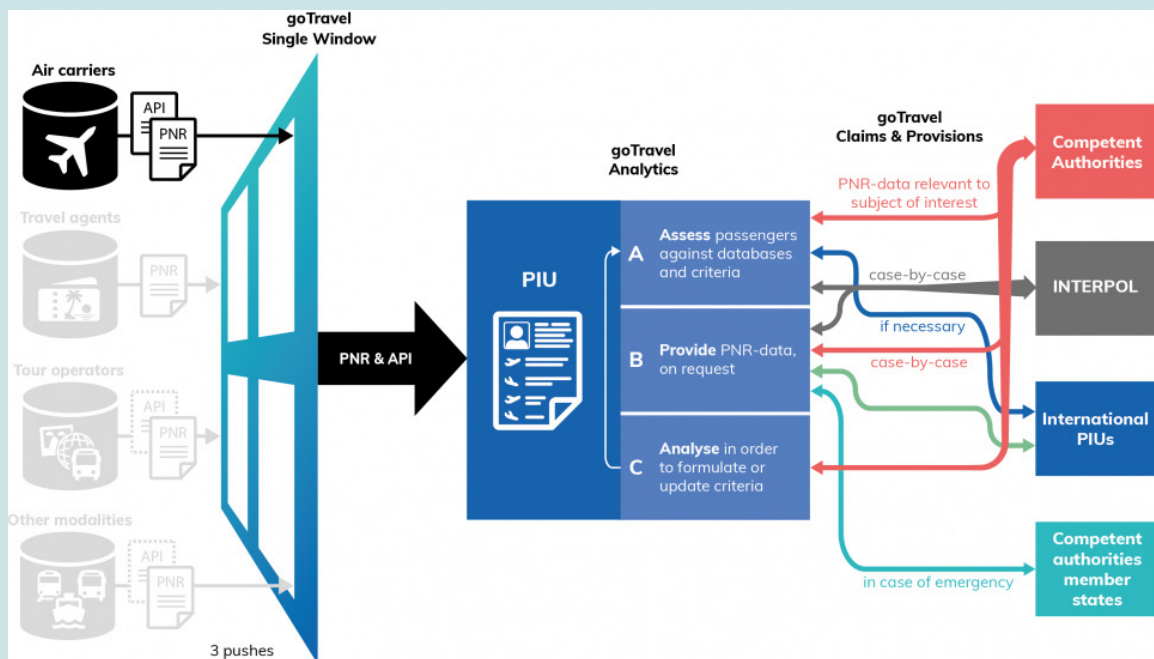 goTravel
Single Window
Air carriers
API
PNR
Travel agents
PNR
Tour operators
API
PNR
Other modalities
API
PNR
3 pushes
PNR & API
goTravel
Analytics
PIU
A
Assess passengers
against databases
and criteria
B
Provide PNR-data,
on request
C
Analyse in order
to formulate or
update criteria
goTravel
Claims & Provisions
PNR-data relevant to
subject of interest
case-by-case
if necessary
case-by-case
in case of emergency
Competent
Authorities
INTERPOL
International
PIUs
Competent
authorities
member
states